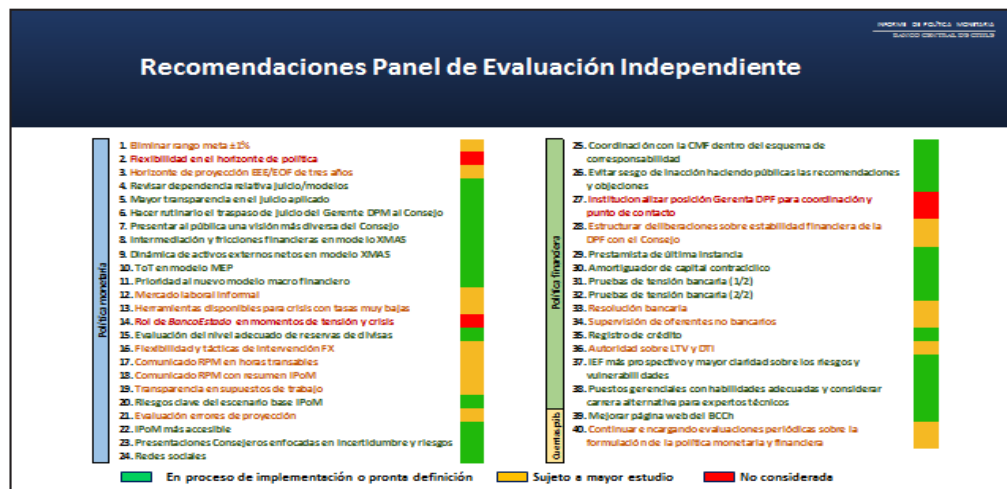 INFORME DE POLÍTICA MONETARIA
BANCO CENTRAL DE CHILE
Recomendaciones Panel de Evaluación Independiente
Política monetaria
1. Eliminar rango meta ±1%
2. Flexibilidad en el horizonte de política
3. Horizonte de proyección EEE/EOF de tres años
4. Revisar dependencia relativa juicio/modelos
5. Mayor transparencia en el juicio aplicado
6. Hacer rutinario el traspaso de juicio del Gerente DPM al Consejo
7. Presentar al pública una visión más diversa del Consejo
8. Intermediación y fricciones financieras en modelo XMAS
9. Dinámica de activos externos netos en modelo XMAS
10. ToT en modelo MEP
11. Prioridad al nuevo modelo macro financiero
12. Mercado laboral informal
13. Herramientas disponibles para crisis con tasas muy bajas
14. Rol de BancoEstado en momentos de tensión y crisis
15. Evaluación del nivel adecuado de reservas de divisas
16. Flexibilidad y tácticas de intervención FX
17. Comunicado RPM en horas transables
18. Comunicado RPM con resumen IPoM
19. Transparencia en supuestos de trabajo
20. Riesgos clave del escenario base IPoM
21. Evaluación errores de proyección
22. IPoM más accesible
23. Presentaciones Consejeros enfocadas en incertidumbre y riesgos
24. Redes sociales
Política financiera
25. Coordinación con la CMF dentro del esquema de
corresponsabilidad
26. Evitar sesgo de inacción haciendo públicas las recomendaciones
y objeciones
27. Institucionalizar posición Gerenta DPF para coordinación y
punto de contacto
28. Estructurar deliberaciones sobre estabilidad financiera de la
DPF con el Consejo
29. Prestamista de última instancia
30. Amortiguador de capital contracíclico
31. Pruebas de tensión bancaria (1/2)
32. Pruebas de tensión bancaria (2/2)
33. Resolución bancaria
34. Supervisión de oferentes no bancarios
35. Registro de crédito
36. Autoridad sobre LTV y DTI
37. IEF más prospectivo y mayor claridad sobre los riesgos y
vulnerabilidades
38. Puestos gerenciales con habilidades adecuadas y considerar
carrera alternativa para expertos técnicos
Cuentas púb.
39. Mejorar página web del BCCh
40. Continuar encargando evaluaciones periódicas sobre la
formulación de la política monetaria y financiera
En proceso de implementación o pronta definición
Sujeto a mayor estudio
No considerada